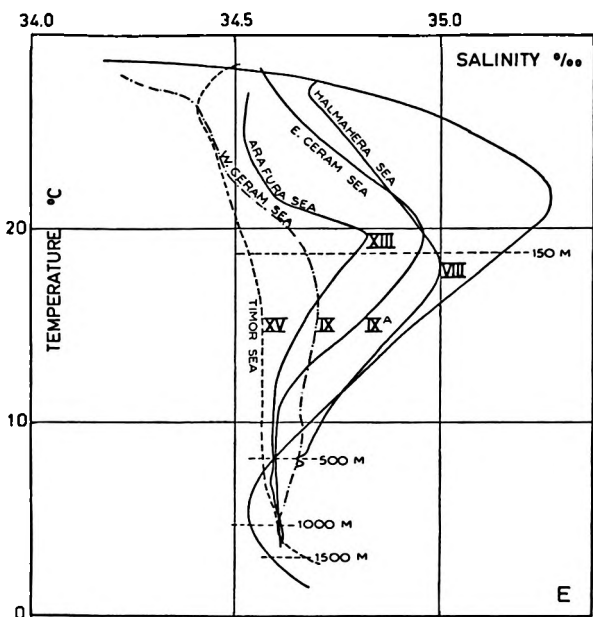 34.0 34.5 35.0
SALINITY ‰
HALMAHERA SEA
E. CERAM SEA
ARAFURA SEA
W. CERAM SEA
TIMOR SEA
TEMPERATURE °C
20
10
0
XIII
VIII
150 M
XV IX IXᴬ
500 M
1000 M
1500 M
E